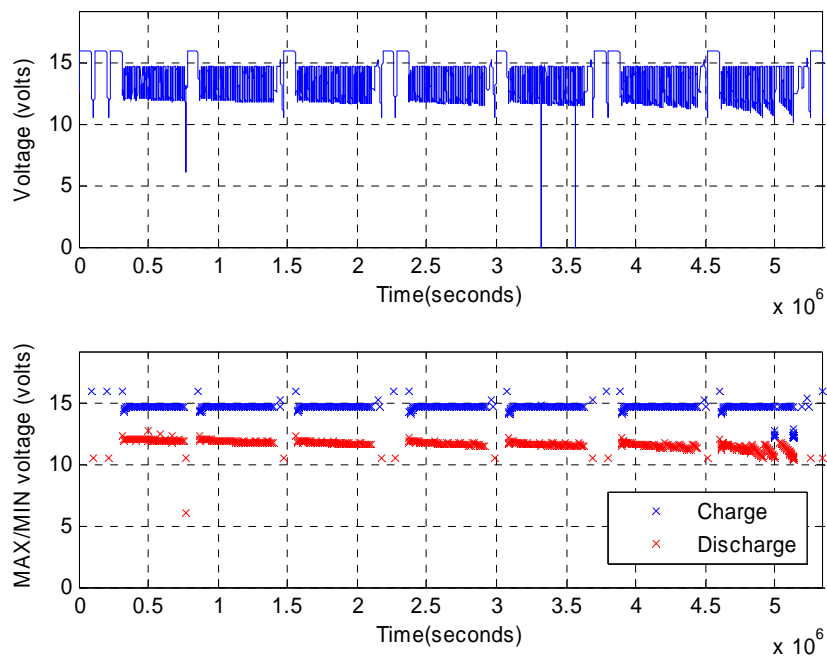 Voltage (volts)
15
10
5
0
0 0.5 1 1.5 2 2.5 3 3.5 4 4.5 5
Time(seconds)
x 10^6
MAX/MIN voltage (volts)
15
10
5
0
Charge
Discharge
0 0.5 1 1.5 2 2.5 3 3.5 4 4.5 5
Time(seconds)
x 10^6